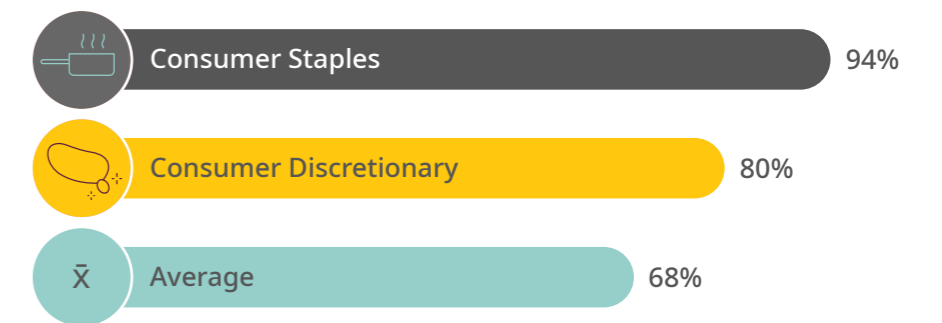 Consumer Staples 94%
Consumer Discretionary 80%
x̄ Average 68%